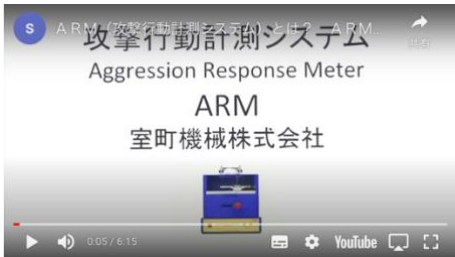 S
ARM（攻撃行動計測システム）とは？ ARM
共有
攻撃行動計測システム
Aggression Response Meter
ARM
室町機械株式会社
0:05 / 6:15
YouTube